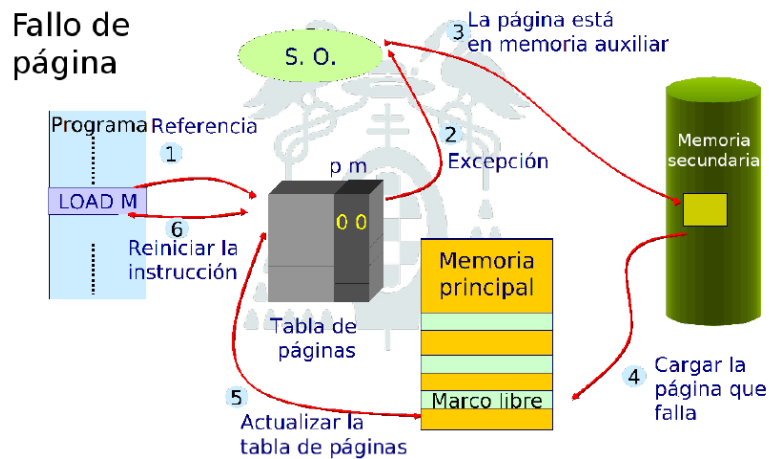 Fallo de
página
S. O.
3
La página está
en memoria auxiliar
Programa
Referencia
1
2
Excepción
Memoria
secundaria
p m
LOAD M
0 0
6
Reiniciar la
instrucción
Memoria
principal
Tabla de
páginas
4
Cargar la
página que
falla
5
Marco libre
Actualizar la
tabla de páginas